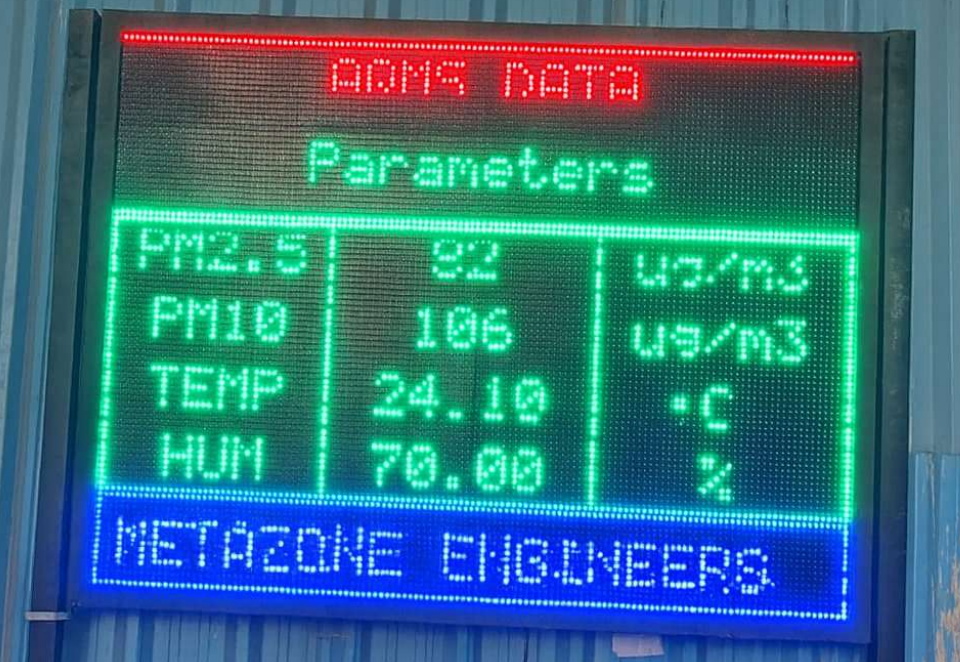 AQMS DATA
Parameters
PM2.5 92 ug/m3
PM10 106 ug/m3
TEMP 24.10 °C
HUM 70.00 %
METAZONE ENGINEERS